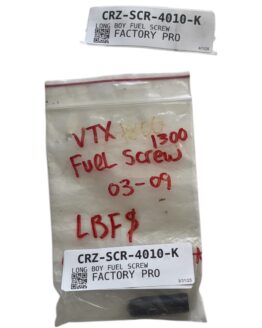 CRZ-SCR-4010-K
LONG BOY FUEL SCREW
FACTORY PRO
VTX
1300
Fuel Screw
03-09
LBF$
CRZ-SCR-4010-K
LONG BOY FUEL SCREW
FACTORY PRO